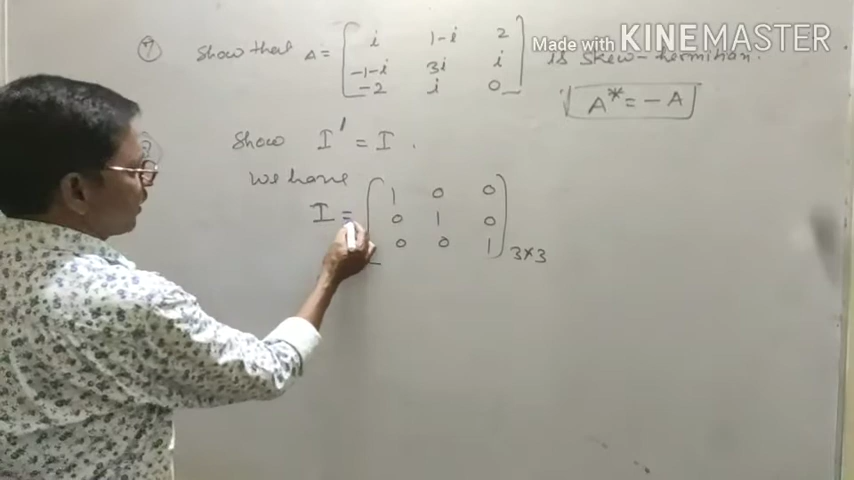 Made with KINEMASTER
7 Show that A = [ i 1-i 2
-1-i 3i i
-2 i 0 ] is Skew-hermitian.
A* = -A
Show I' = I .
We have
I = [ 1 0 0
0 1 0
0 0 1 ] 3×3